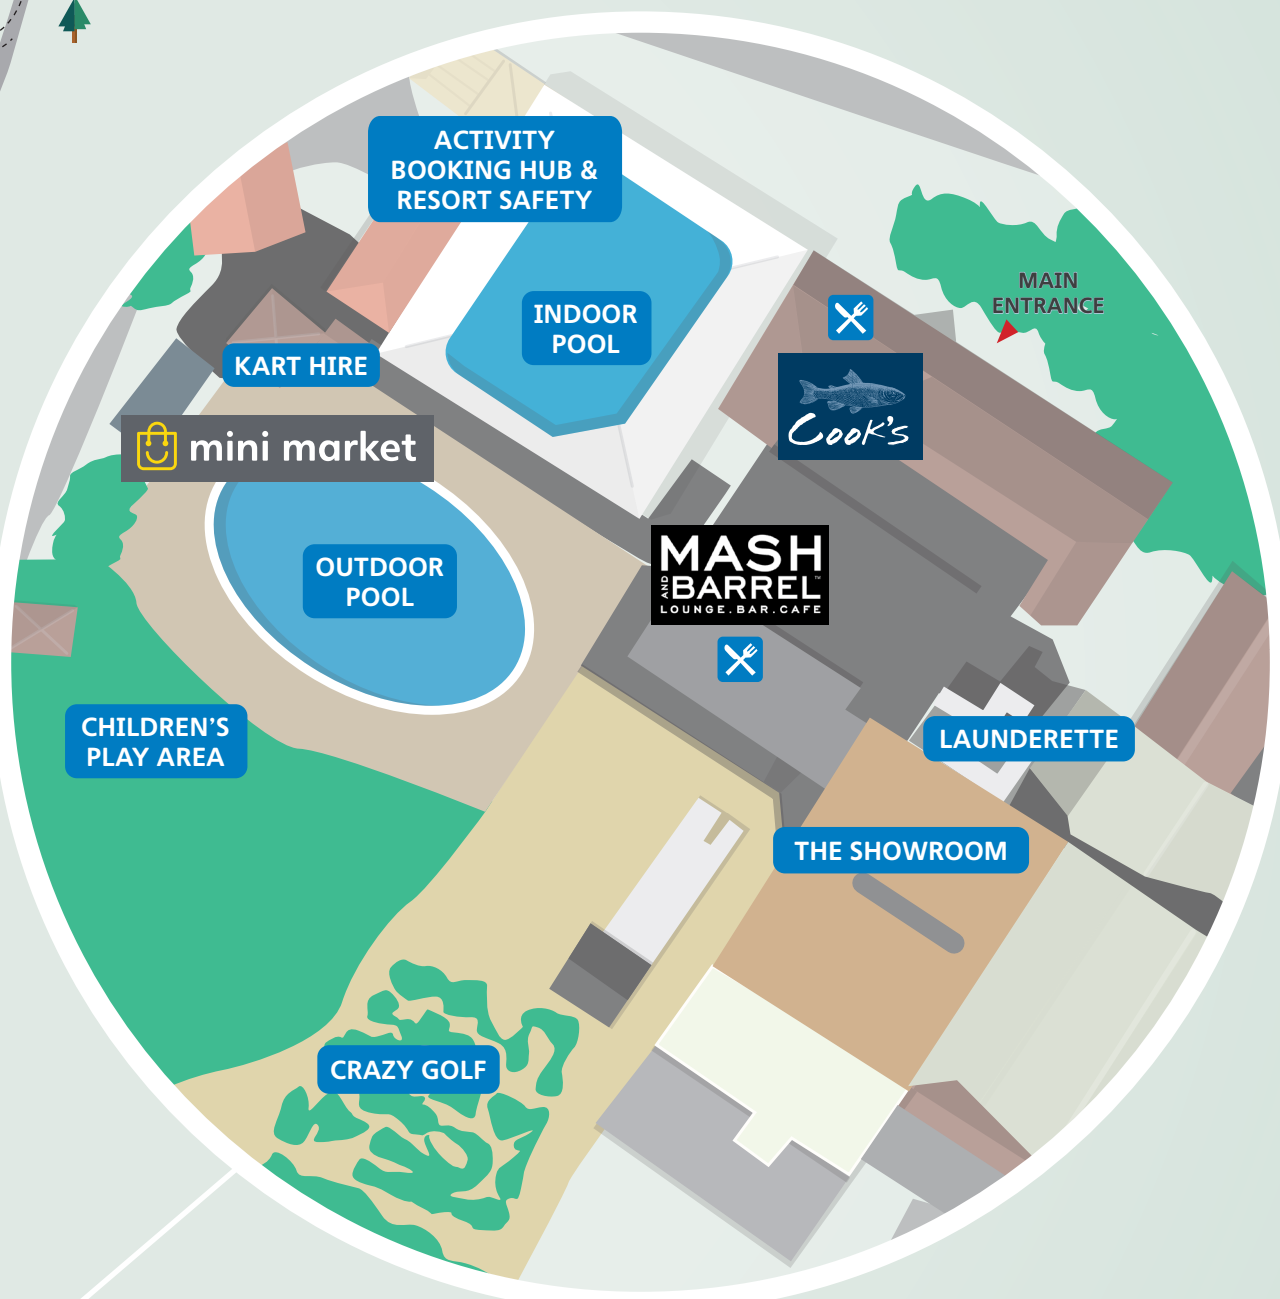 ACTIVITY
BOOKING HUB &
RESORT SAFETY
MAIN
ENTRANCE
INDOOR
POOL
KART HIRE
Cook's
mini market
MASH
AND BARREL™
LOUNGE.BAR.CAFE
OUTDOOR
POOL
CHILDREN'S
PLAY AREA
LAUNDERETTE
THE SHOWROOM
CRAZY GOLF